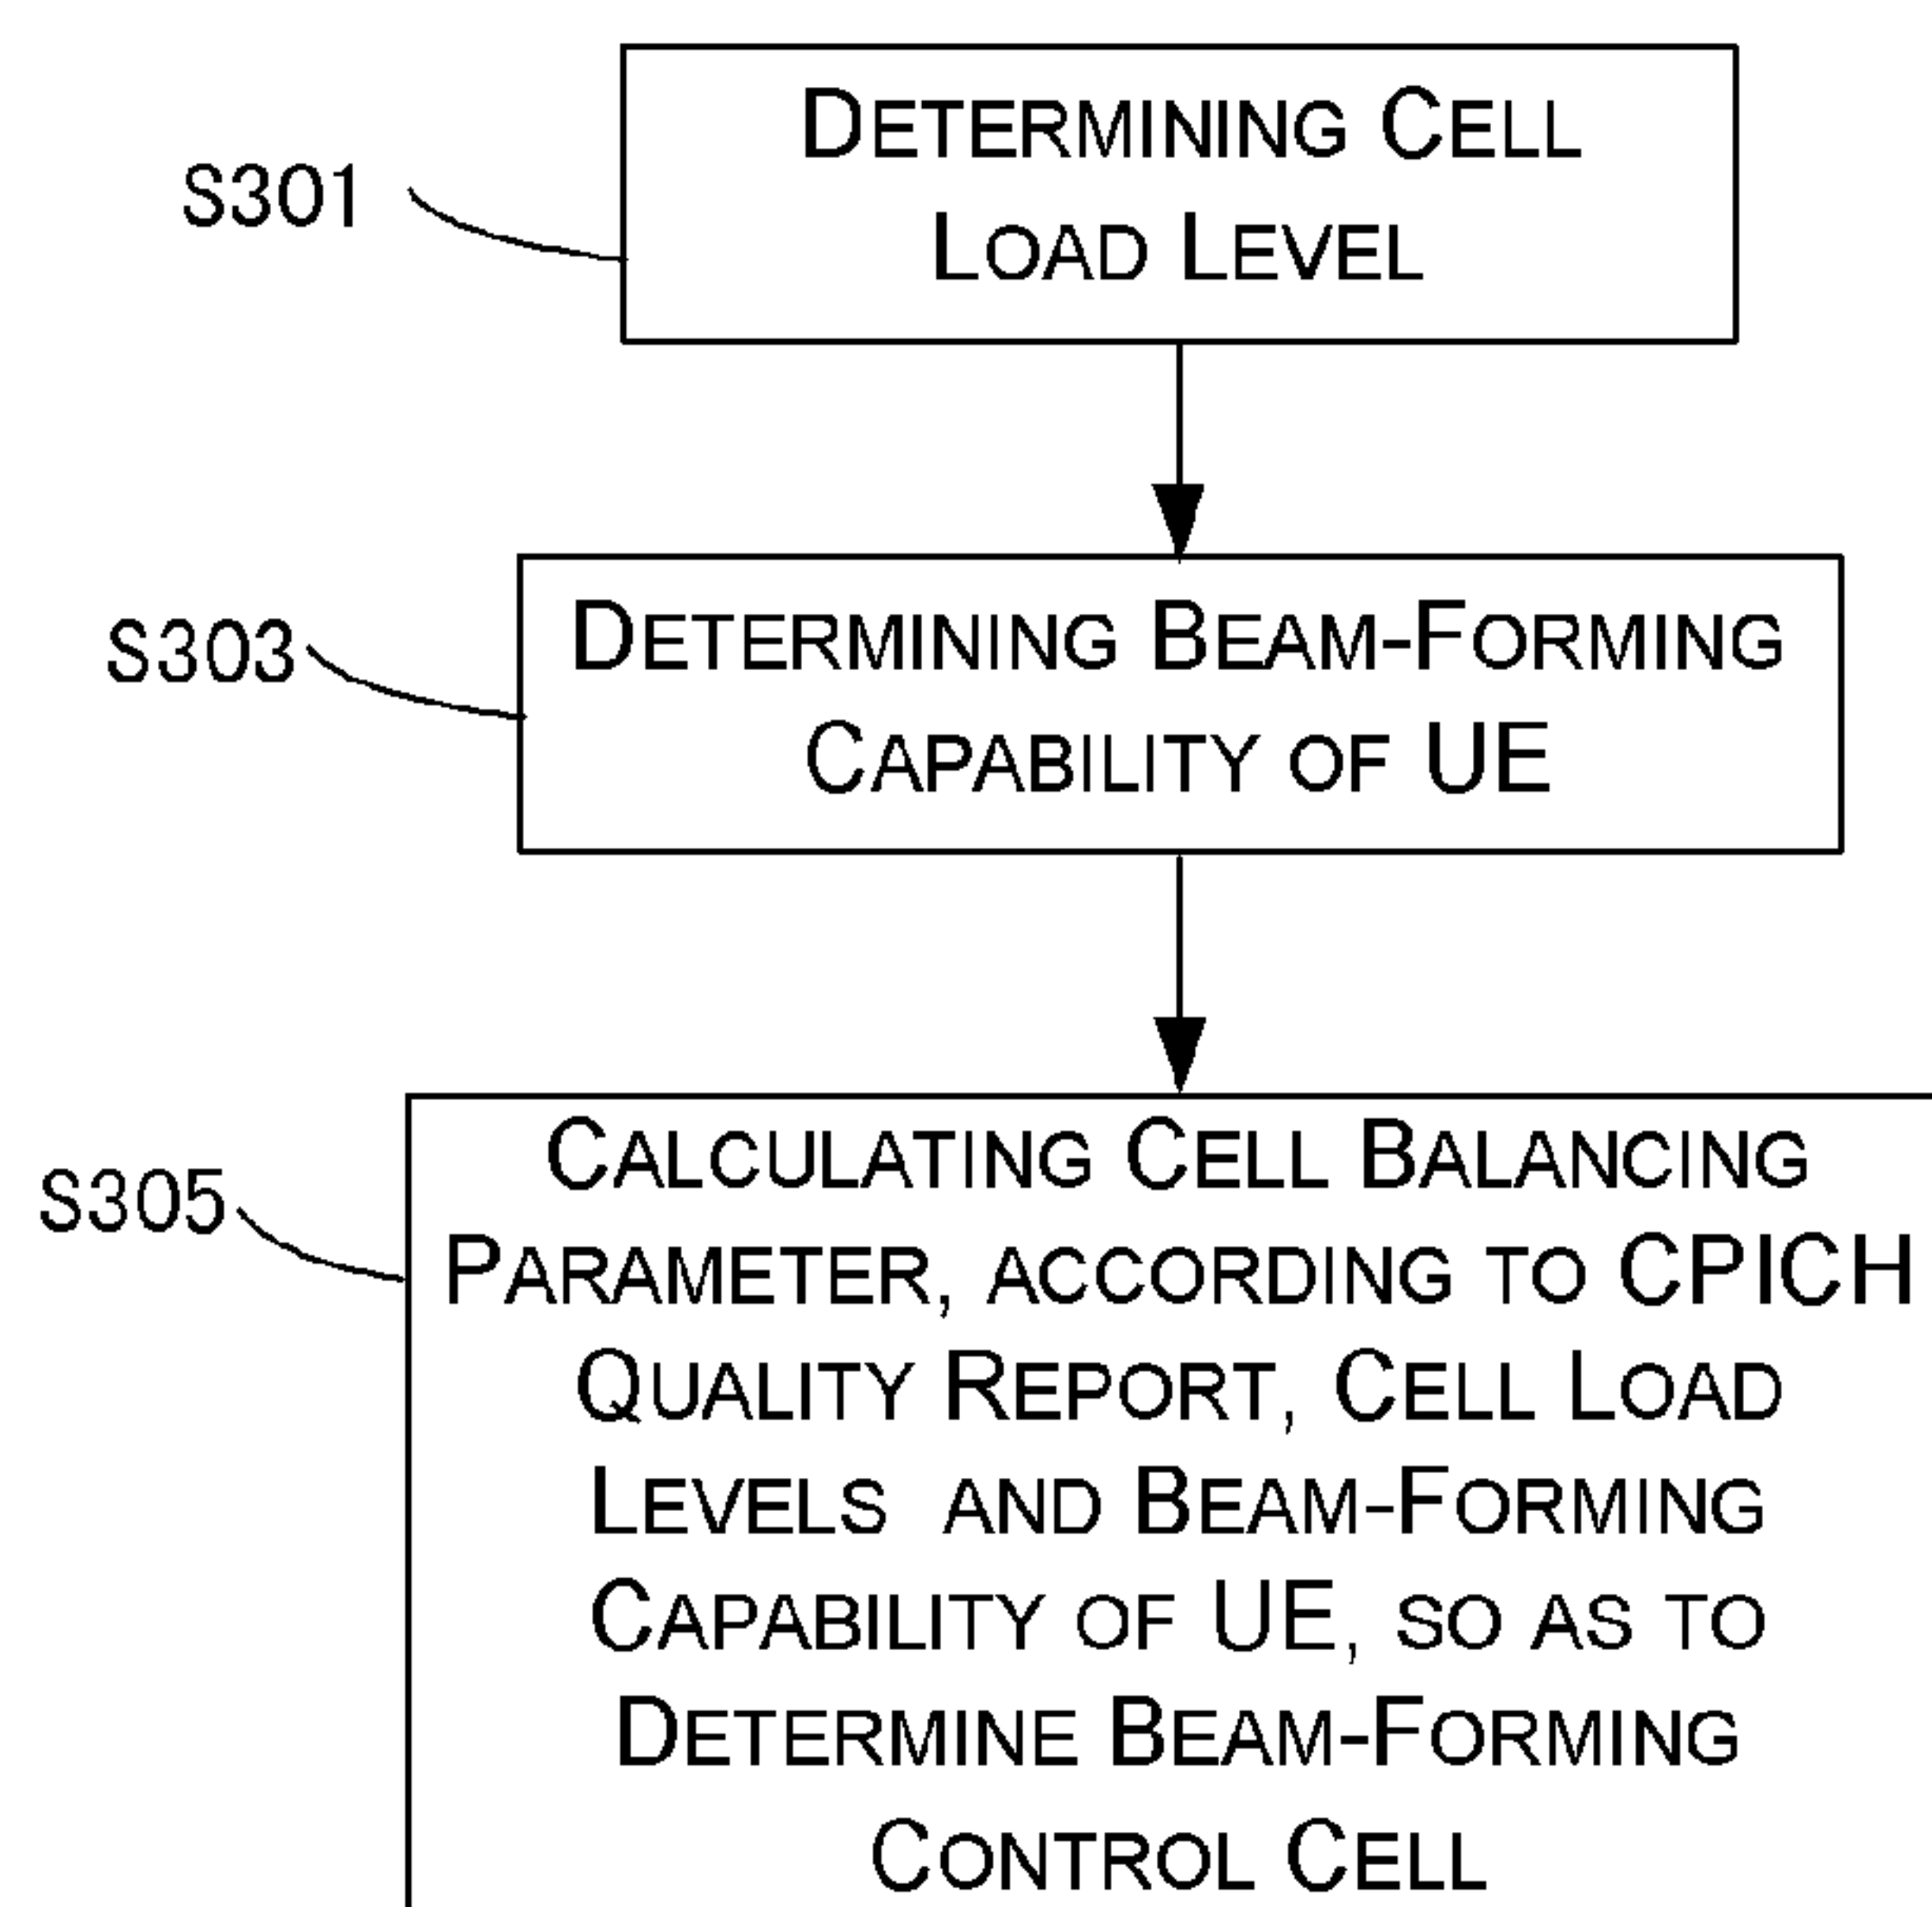 S301
DETERMINING CELL
LOAD LEVEL
S303
DETERMINING BEAM-FORMING
CAPABILITY OF UE
S305
CALCULATING CELL BALANCING
PARAMETER, ACCORDING TO CPICH
QUALITY REPORT, CELL LOAD
LEVELS AND BEAM-FORMING
CAPABILITY OF UE, SO AS TO
DETERMINE BEAM-FORMING
CONTROL CELL